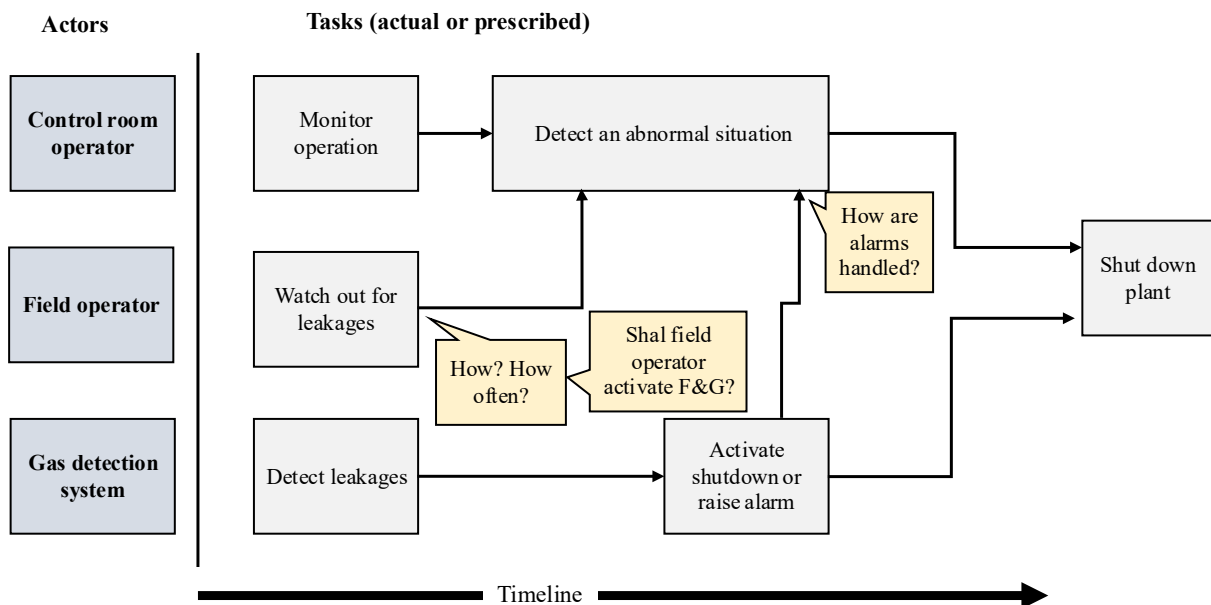 Actors
Tasks (actual or prescribed)
Control room
operator
Monitor
operation
Detect an abnormal situation
How are
alarms
handled?
Shut down
plant
Field operator
Watch out for
leakages
How? How
often?
Shal field
operator
activate F&G?
Gas detection
system
Detect leakages
Activate
shutdown or
raise alarm
Timeline